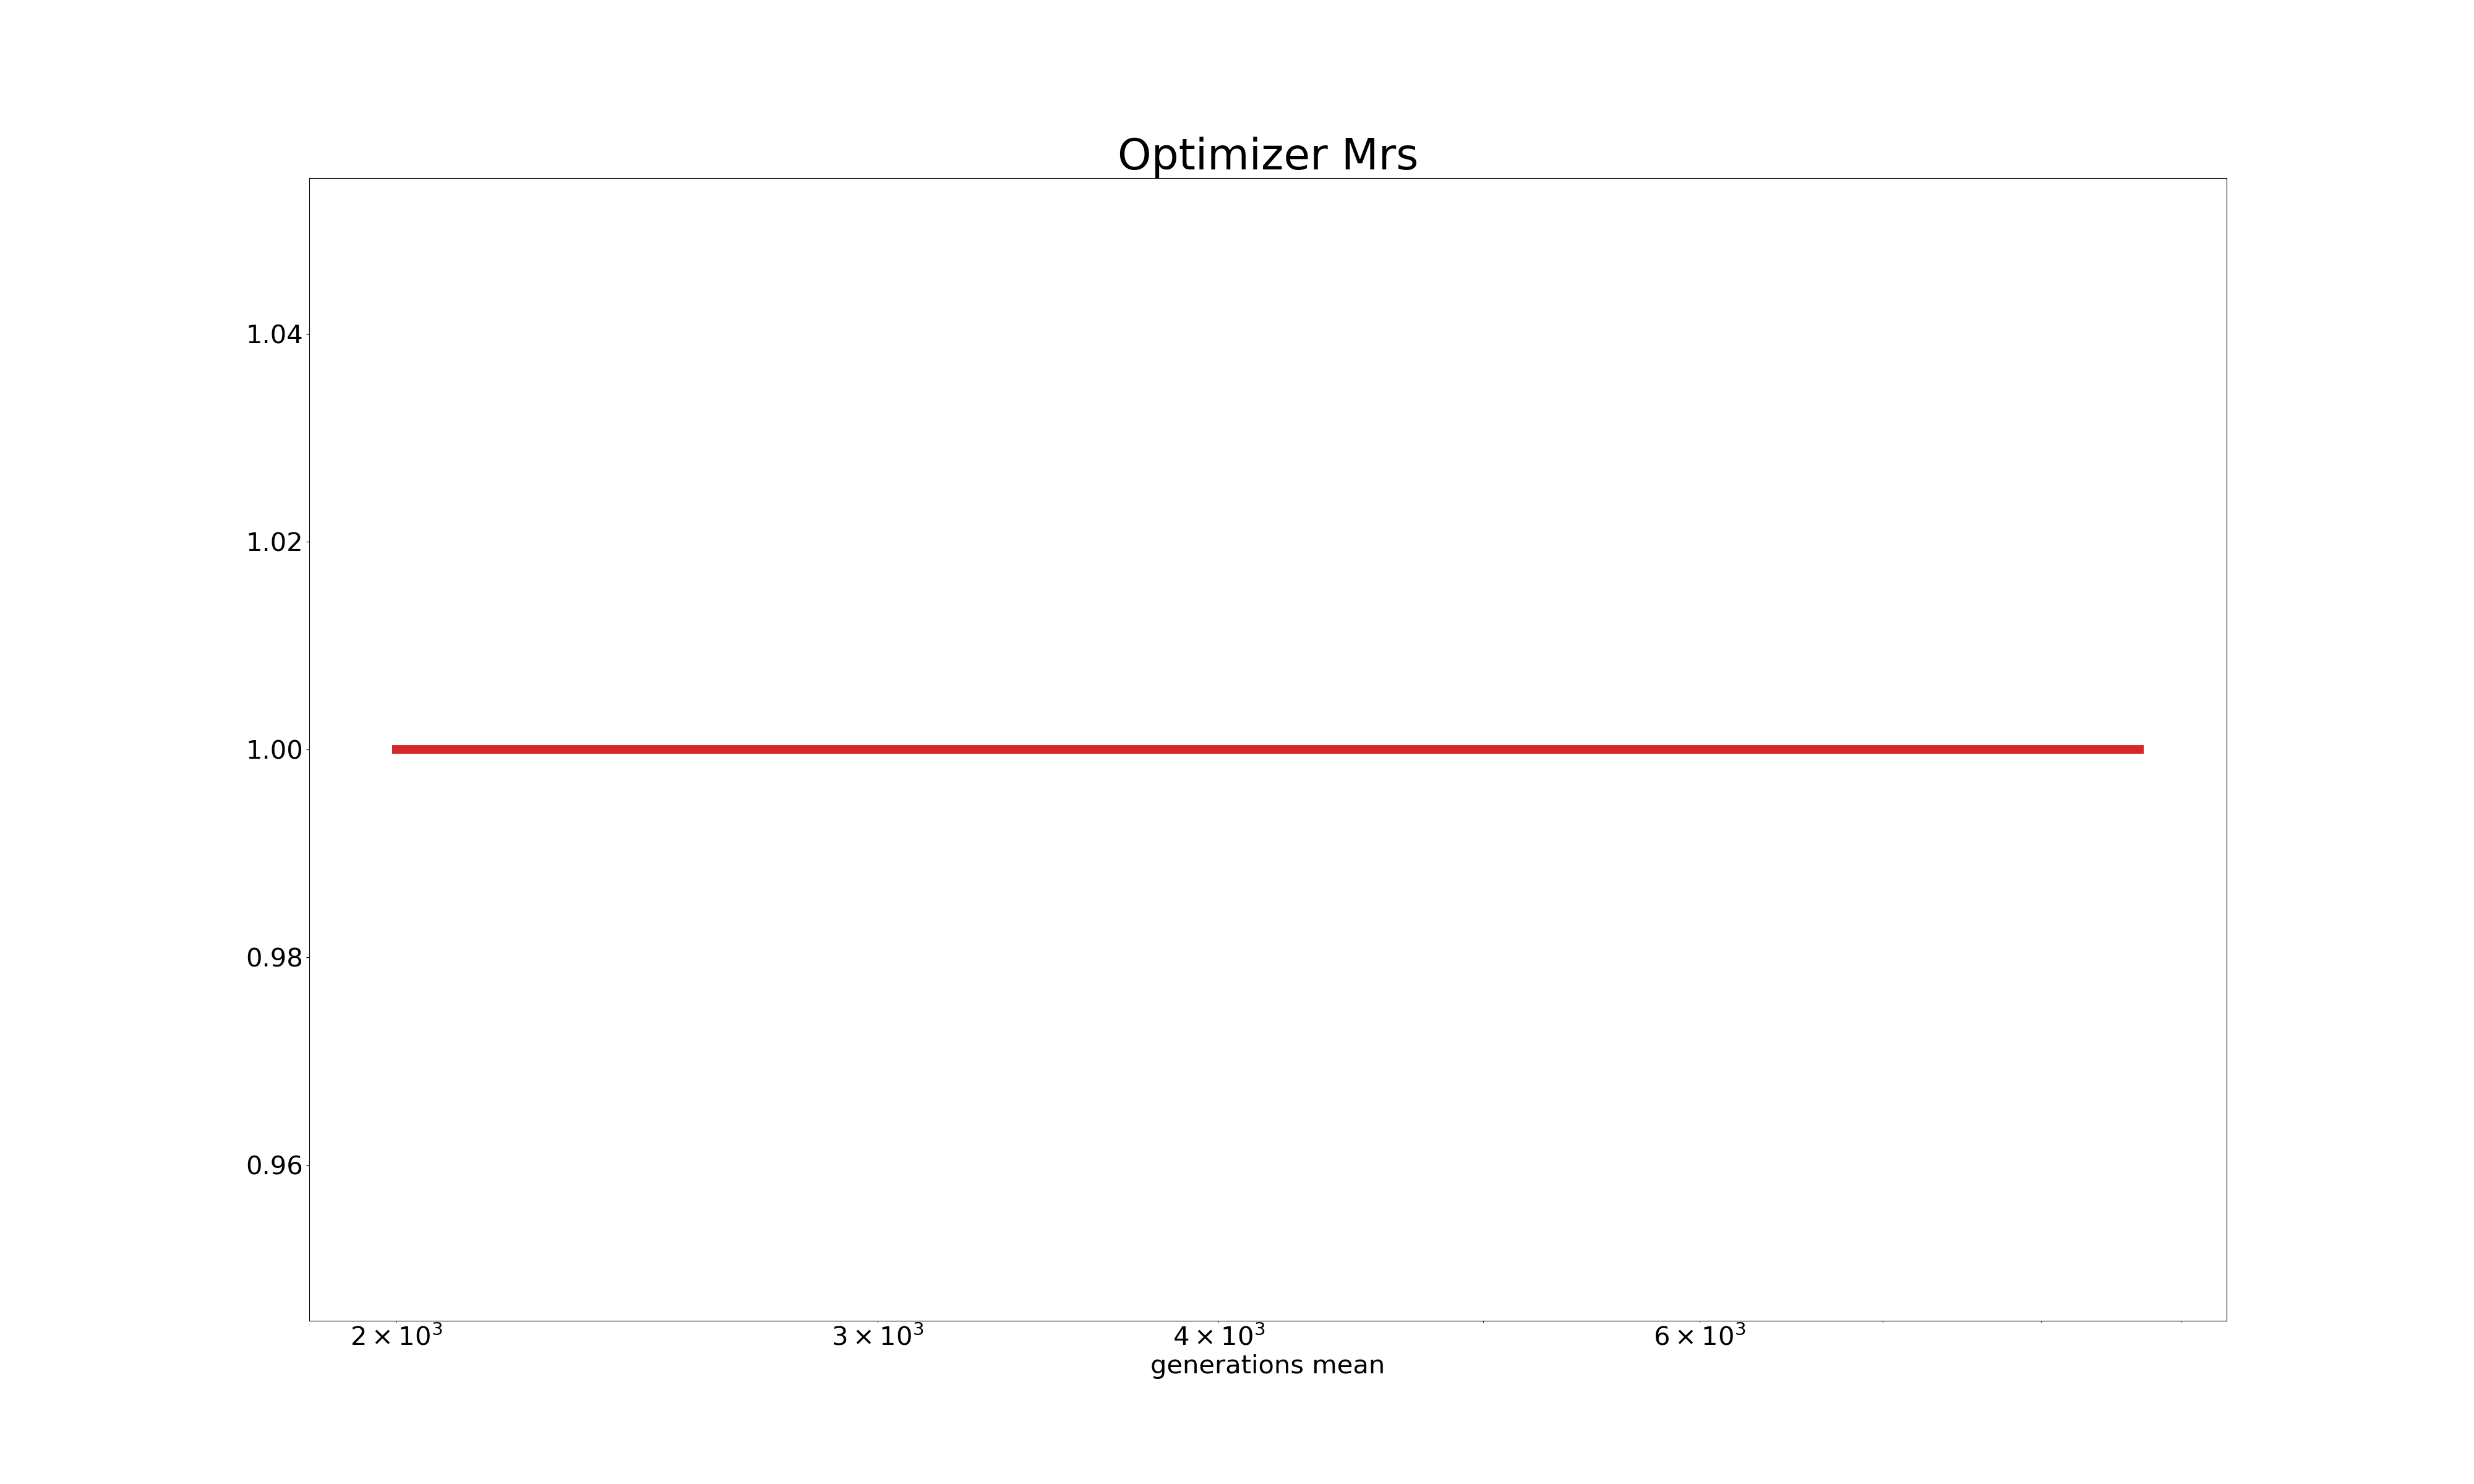 Optimizer Mrs
1.04
1.02
1.00
0.98
0.96
2 × 10³ 3 × 10³ 4 × 10³ 6 × 10³
generations mean